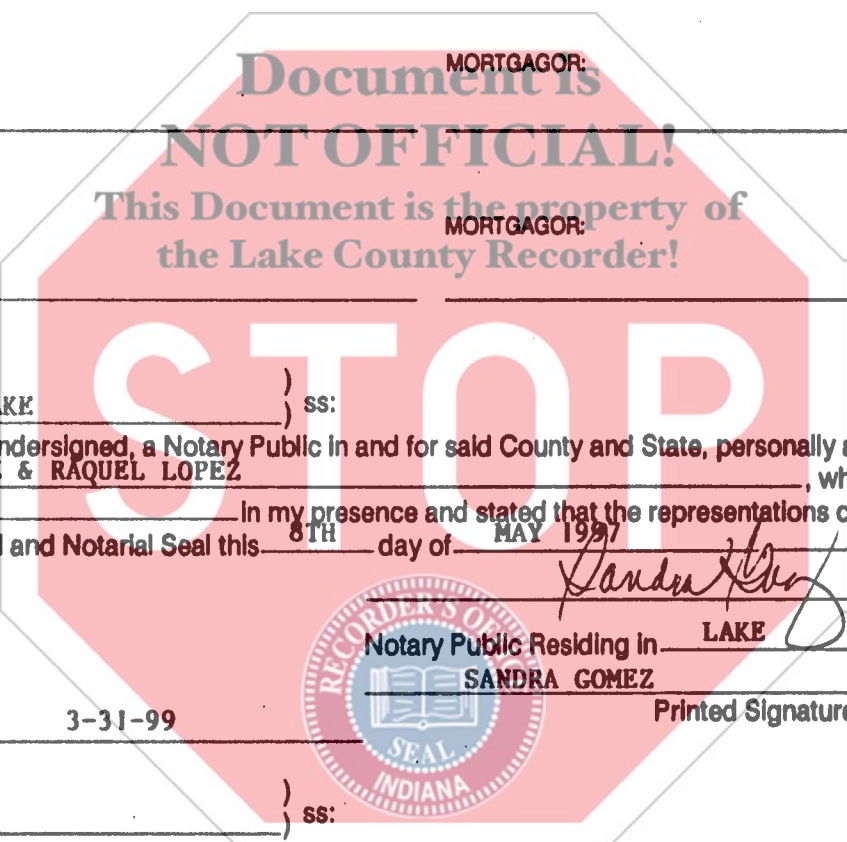 Document is
MORTGAGOR:
NOT OFFICIAL!
This Document is the property of
MORTGAGOR:
the Lake County Recorder!
STOP
)
AKE ) ss:
ndersigned, a Notary Public in and for said County and State, personally a
& RAQUEL LOPEZ , wh
in my presence and stated that the representations c
and Notarial Seal this 8TH day of MAY 1997
Sandra Gomez
Notary Public Residing in LAKE
SANDRA GOMEZ
Printed Signature
3-31-99
RECORDER'S OFFICE
SEAL
INDIANA
)
) ss: